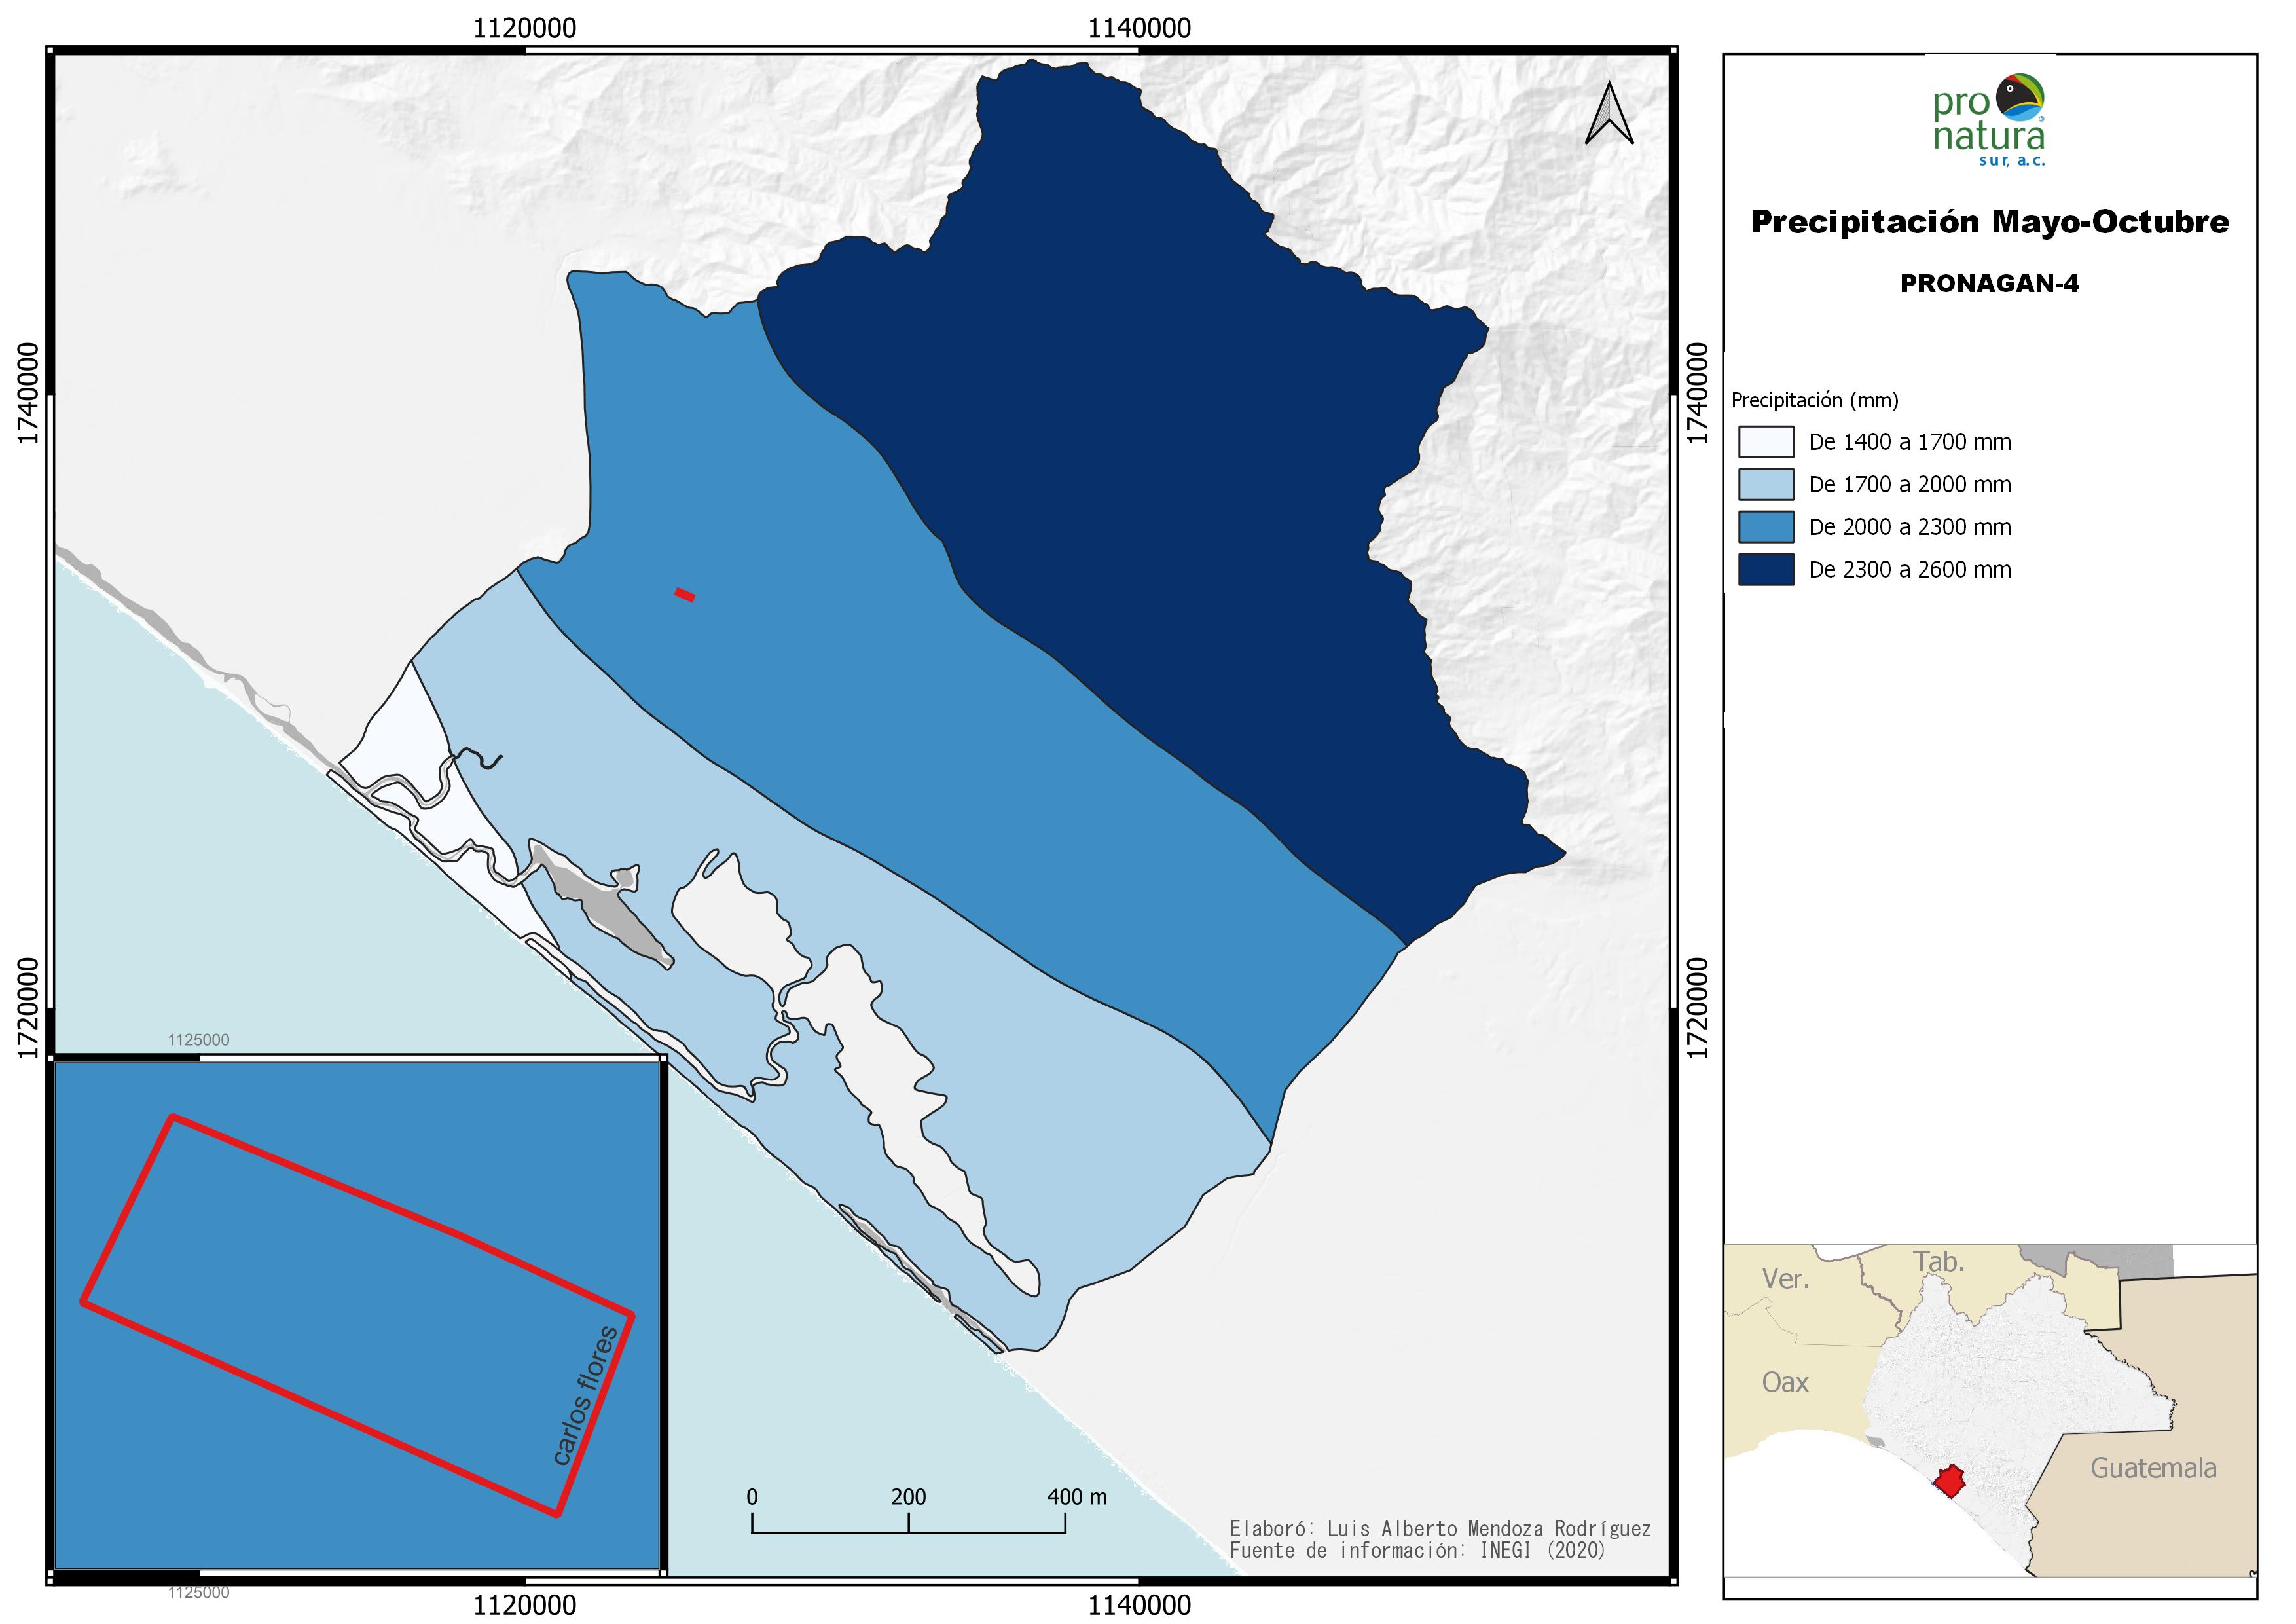 1120000
1140000
1740000
1740000
1720000
1720000
1125000
carlos flores
0 200 400 m
Elaboró: Luis Alberto Mendoza Rodríguez
Fuente de información: INEGI (2020)
1125000
1120000
1140000
pro
natura
sur, a.c.
Precipitación Mayo-Octubre
PRONAGAN-4
Precipitación (mm)
De 1400 a 1700 mm
De 1700 a 2000 mm
De 2000 a 2300 mm
De 2300 a 2600 mm
Tab.
Ver.
Oax
Guatemala